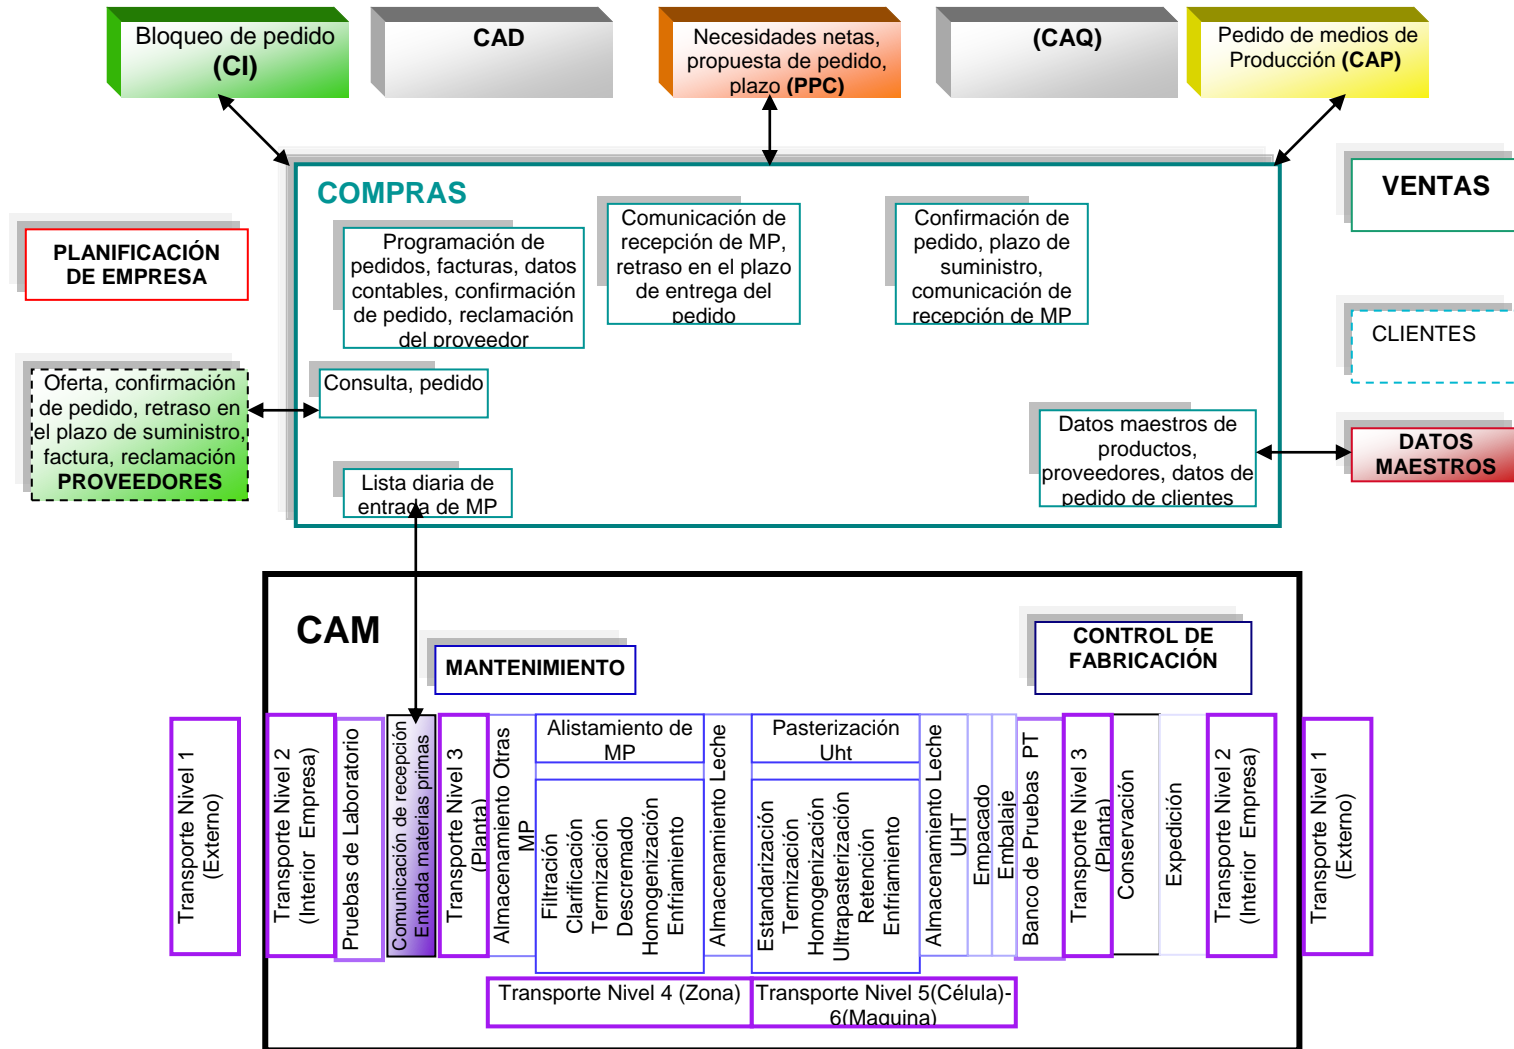 Bloqueo de pedido
(CI)
CAD
Necesidades netas,
propuesta de pedido,
plazo (PPC)
(CAQ)
Pedido de medios de
Producción (CAP)
COMPRAS
VENTAS
PLANIFICACIÓN
DE EMPRESA
Programación de
pedidos, facturas, datos
contables, confirmación
de pedido, reclamación
del proveedor
Comunicación de
recepción de MP,
retraso en el plazo
de entrega del
pedido
Confirmación de
pedido, plazo de
suministro,
comunicación de
recepción de MP
CLIENTES
Oferta, confirmación
de pedido, retraso en
el plazo de suministro,
factura, reclamación
PROVEEDORES
Consulta, pedido
Lista diaria de
entrada de MP
Datos maestros de
productos,
proveedores, datos de
pedido de clientes
DATOS
MAESTROS
CAM
MANTENIMIENTO
CONTROL DE
FABRICACIÓN
Transporte Nivel 1
(Externo)
Transporte Nivel 2
(Interior Empresa)
Pruebas de Laboratorio
Comunicación de recepción
Entrada materias primas
Transporte Nivel 3
(Planta)
Almacenamiento Otras
MP
Alistamiento de
MP
Filtración
Clarificación
Termización
Descremado
Homogenización
Enfriamiento
Almacenamiento Leche
Pasterización
Uht
Estandarización
Termización
Homogenización
Ultrapasterización
Retención
Enfriamiento
Almacenamiento Leche
UHT
Empacado
Embalaje
Banco de Pruebas PT
Transporte Nivel 3
(Planta)
Conservación
Expedición
Transporte Nivel 2
(Interior Empresa)
Transporte Nivel 1
(Externo)
Transporte Nivel 4 (Zona)
Transporte Nivel 5(Célula)-
6(Maquina)